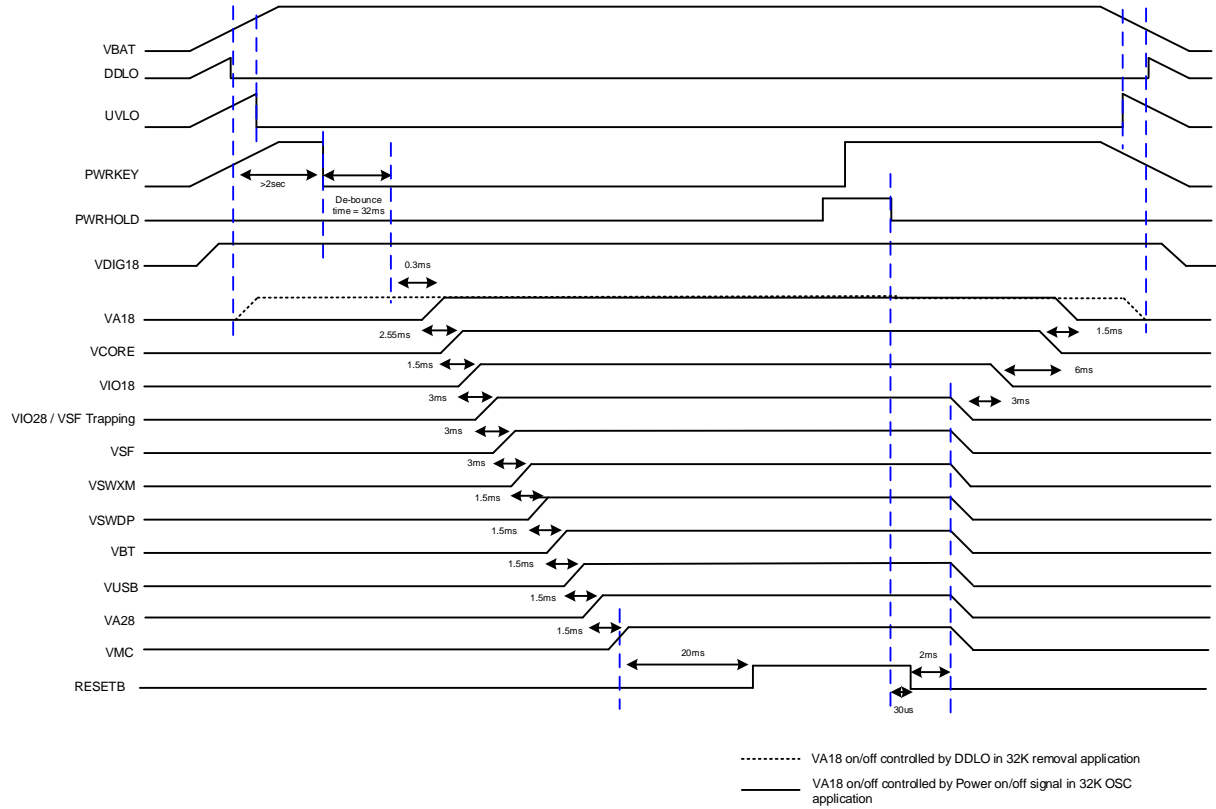 VBAT
DDLO
UVLO
PWRKEY
>2sec
De-bounce
time = 32ms
PWRHOLD
VDIG18
0.3ms
VA18
2.55ms
1.5ms
VCORE
1.5ms
6ms
VIO18
3ms
3ms
VIO28 / VSF Trapping
3ms
VSF
3ms
VSWXM
1.5ms
VSWDP
1.5ms
VBT
1.5ms
VUSB
1.5ms
VA28
1.5ms
VMC
20ms
2ms
RESETB
30us
VA18 on/off controlled by DDLO in 32K removal application
VA18 on/off controlled by Power on/off signal in 32K OSC
application